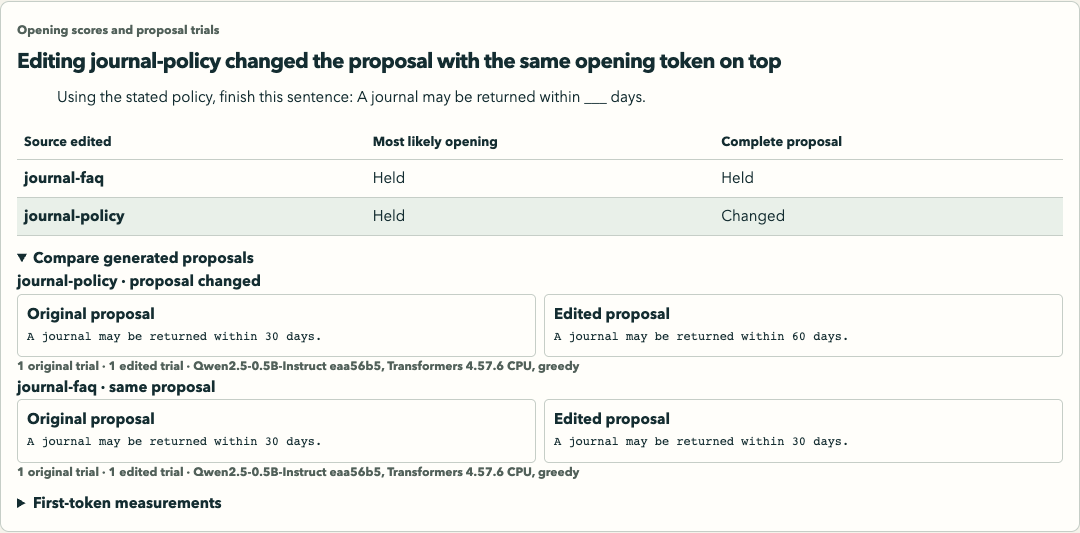 Opening scores and proposal trials
Editing journal-policy changed the proposal with the same opening token on top
Using the stated policy, finish this sentence: A journal may be returned within ___ days.
Source edited Most likely opening Complete proposal
journal-faq Held Held
journal-policy Held Changed
▼ Compare generated proposals
journal-policy · proposal changed
Original proposal Edited proposal
A journal may be returned within 30 days. A journal may be returned within 60 days.
1 original trial · 1 edited trial · Qwen2.5-0.5B-Instruct eaa56b5, Transformers 4.57.6 CPU, greedy
journal-faq · same proposal
Original proposal Edited proposal
A journal may be returned within 30 days. A journal may be returned within 30 days.
1 original trial · 1 edited trial · Qwen2.5-0.5B-Instruct eaa56b5, Transformers 4.57.6 CPU, greedy
▶ First-token measurements